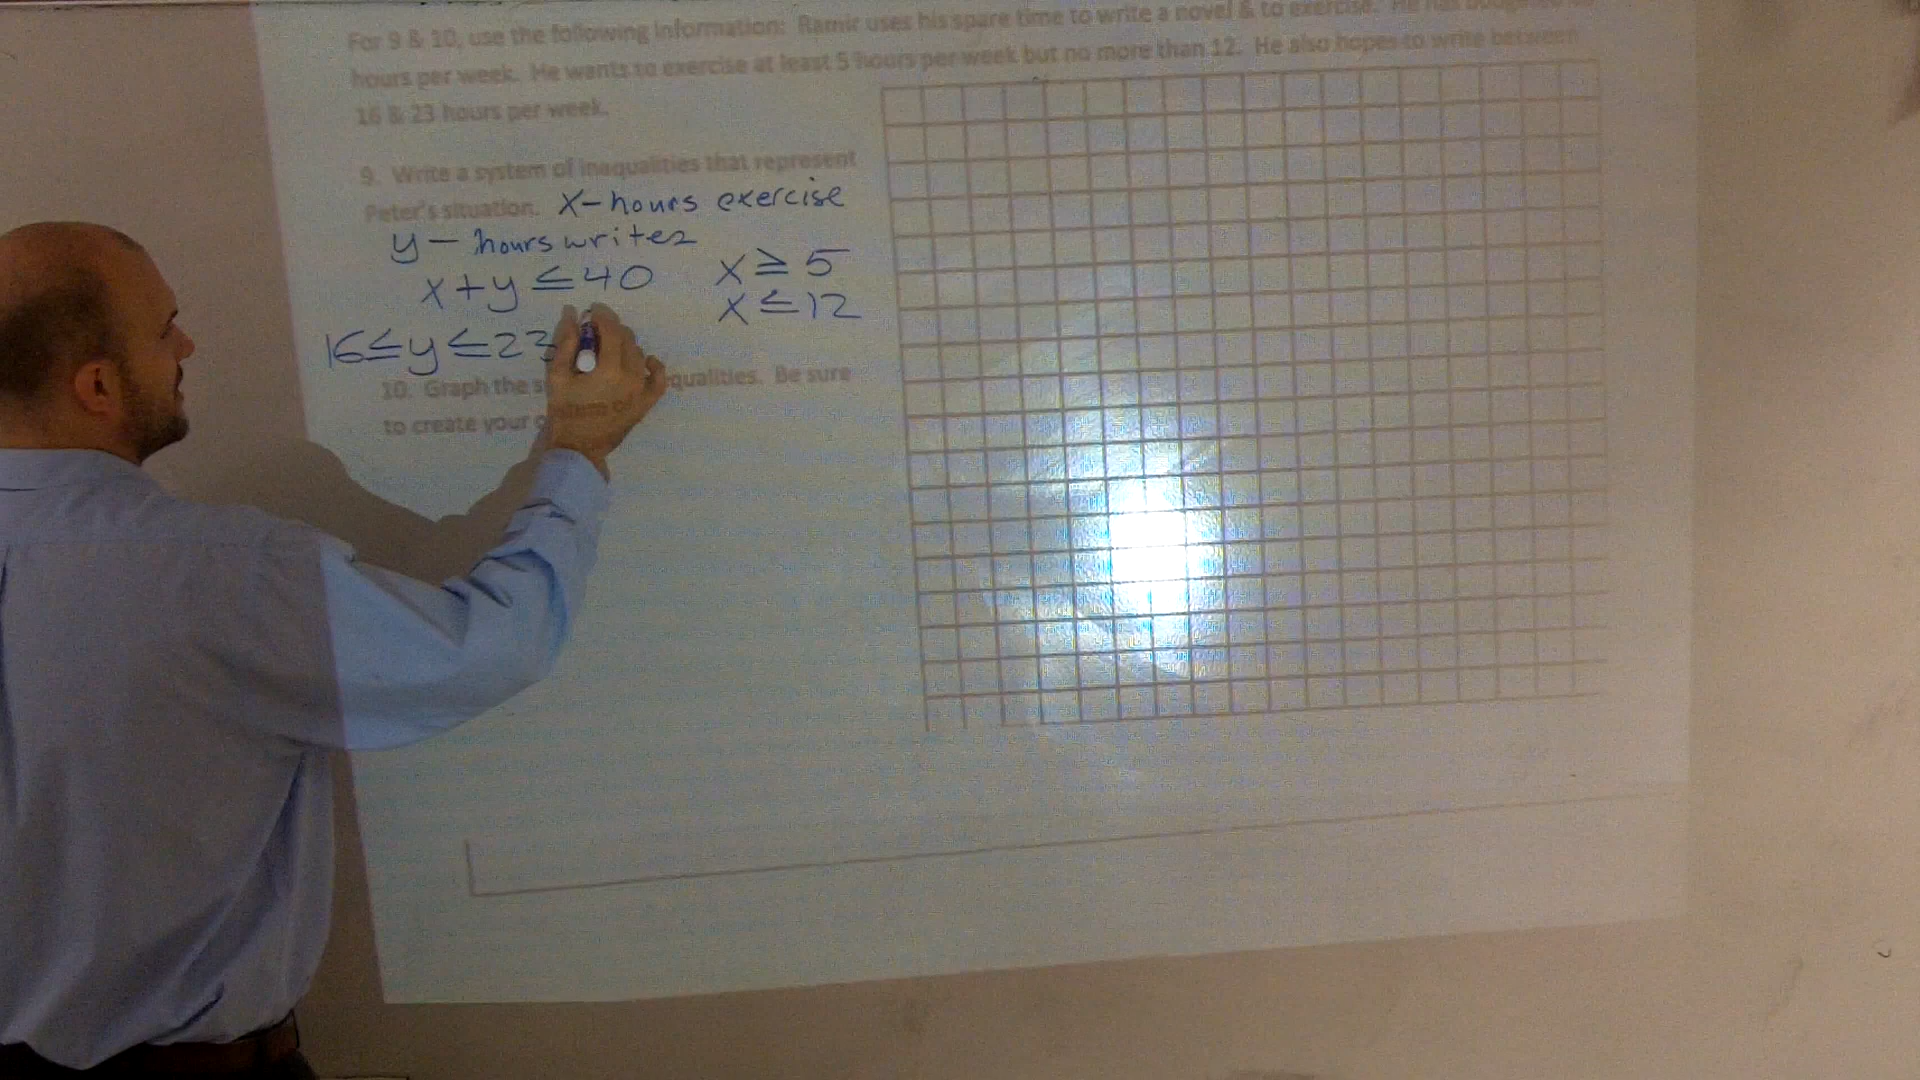 For 9 & 10, use the following information: Ramir uses his spare time to write a novel & to exercise. He has budgeted
hours per week. He wants to exercise at least 5 hours per week but no more than 12. He also hopes to write between
16 & 23 hours per week.
9. Write a system of inequalities that represent
Peter's situation. x-hours exercise
y - hours writes
x+y≤40 x≥5
16≤y≤23 x≤12
10. Graph the qualities. Be sure
to create your